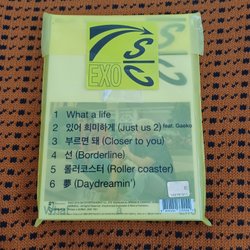 SC
EXO
1 What a life
2 있어 희미하게 (Just us 2) feat. Gaeko
3 부르면 돼 (Closer to you)
4 선 (Borderline)
5 롤러코스터 (Roller coaster)
6 夢 (Daydreamin')